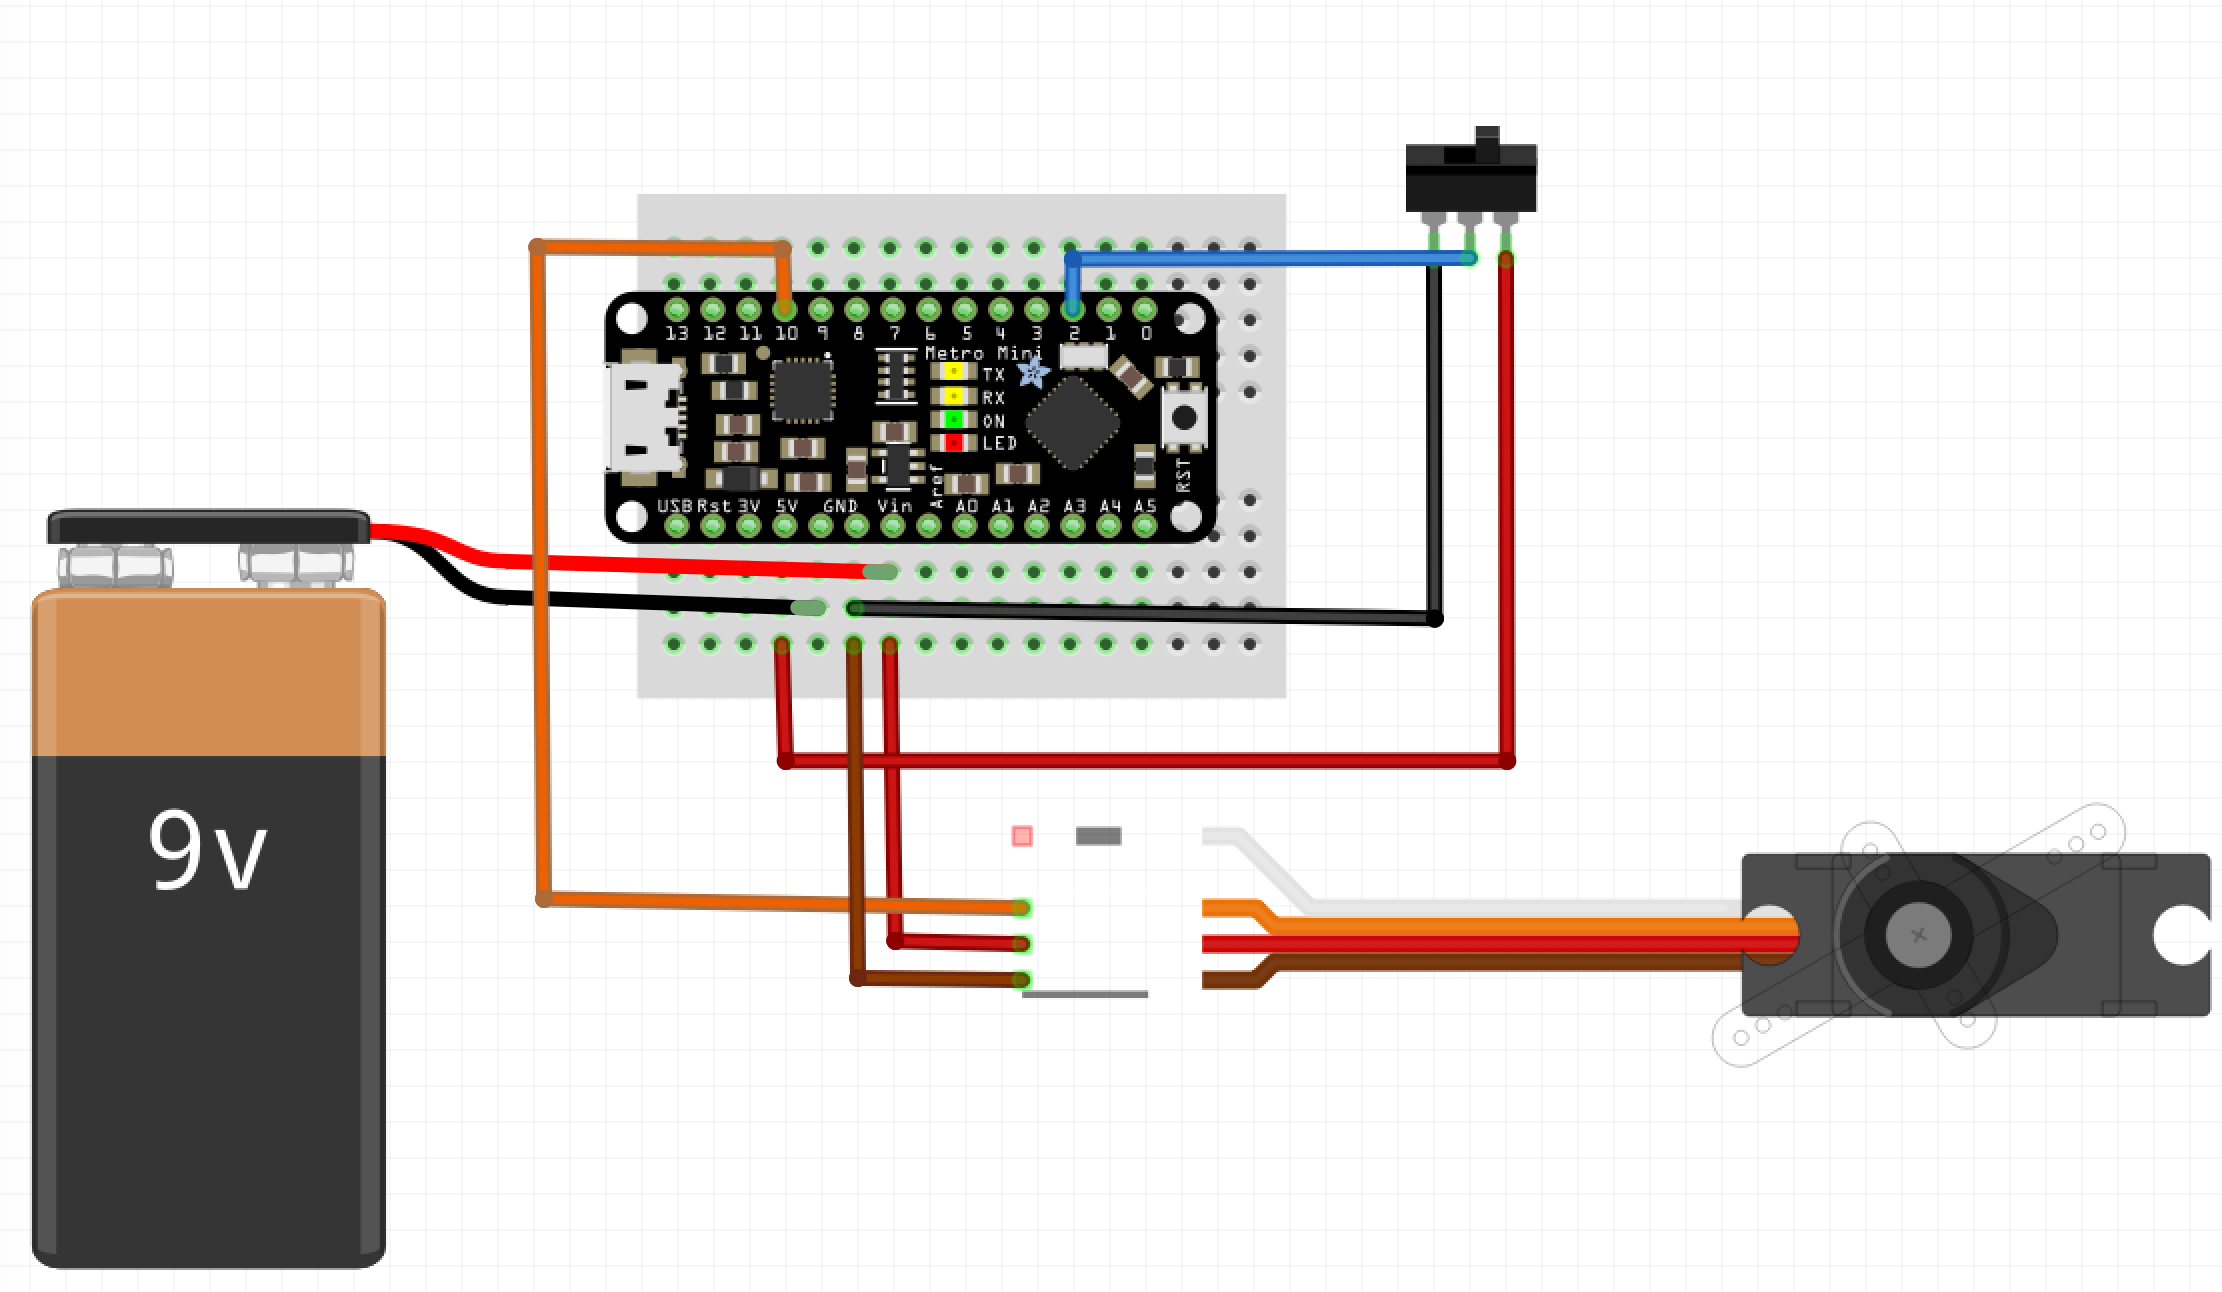 13 12 11 10 9 8 7 6 5 4 3 2 1 0
Metro Mini
TX
RX
ON
LED
Aref
RST
USB Rst 3V 5V GND Vin A0 A1 A2 A3 A4 A5
9v